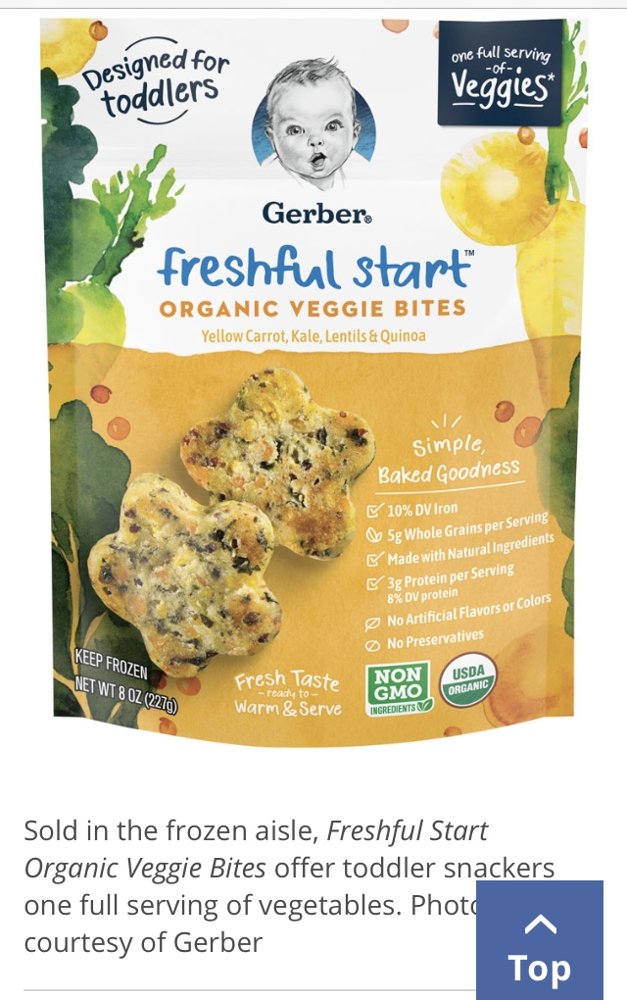 Designed for
toddlers
one full serving
-of-
Veggies*
Gerber®
freshful start™
ORGANIC VEGGIE BITES
Yellow Carrot, Kale, Lentils & Quinoa
Simple,
Baked Goodness
10% DV Iron
5g Whole Grains per Serving
Made with Natural Ingredients
3g Protein per Serving
8% DV protein
No Artificial Flavors or Colors
No Preservatives
KEEP FROZEN
NET WT 8 OZ (227g)
Fresh Taste
- ready to -
Warm & Serve
NON
GMO
INGREDIENTS
USDA
ORGANIC
Sold in the frozen aisle, Freshful Start
Organic Veggie Bites offer toddler snackers
one full serving of vegetables. Photo
courtesy of Gerber
Top